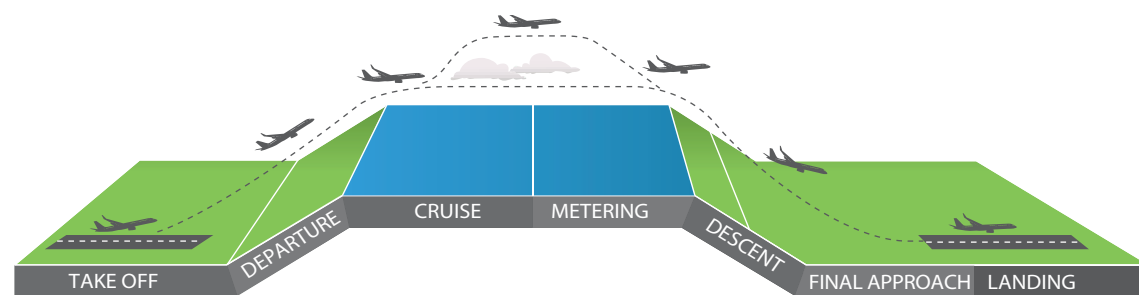 TAKE OFF
DEPARTURE
CRUISE
METERING
DESCENT
FINAL APPROACH
LANDING